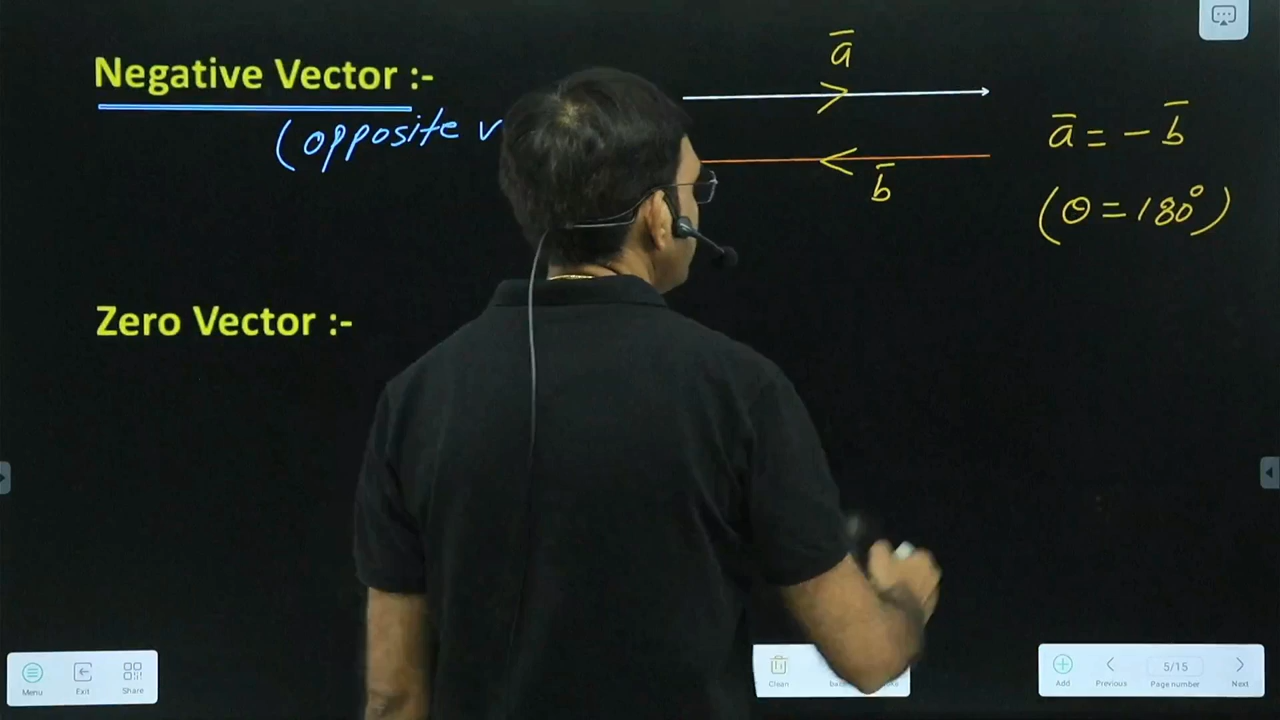 Negative Vector :-
(opposite v
a̅
b̅
a̅ = - b̅
(θ = 180°)
Zero Vector :-
Menu
Exit
Share
Clean
Add
Previous
5/15
Page number
Next